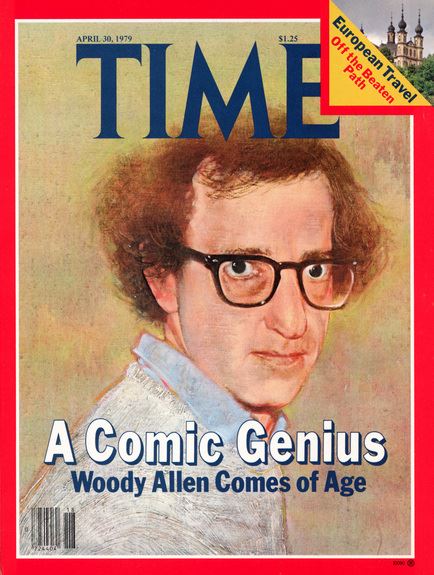 APRIL 30, 1979
$1.25
TIME
European Travel
Off the Beaten
Path
A Comic Genius
Woody Allen Comes of Age